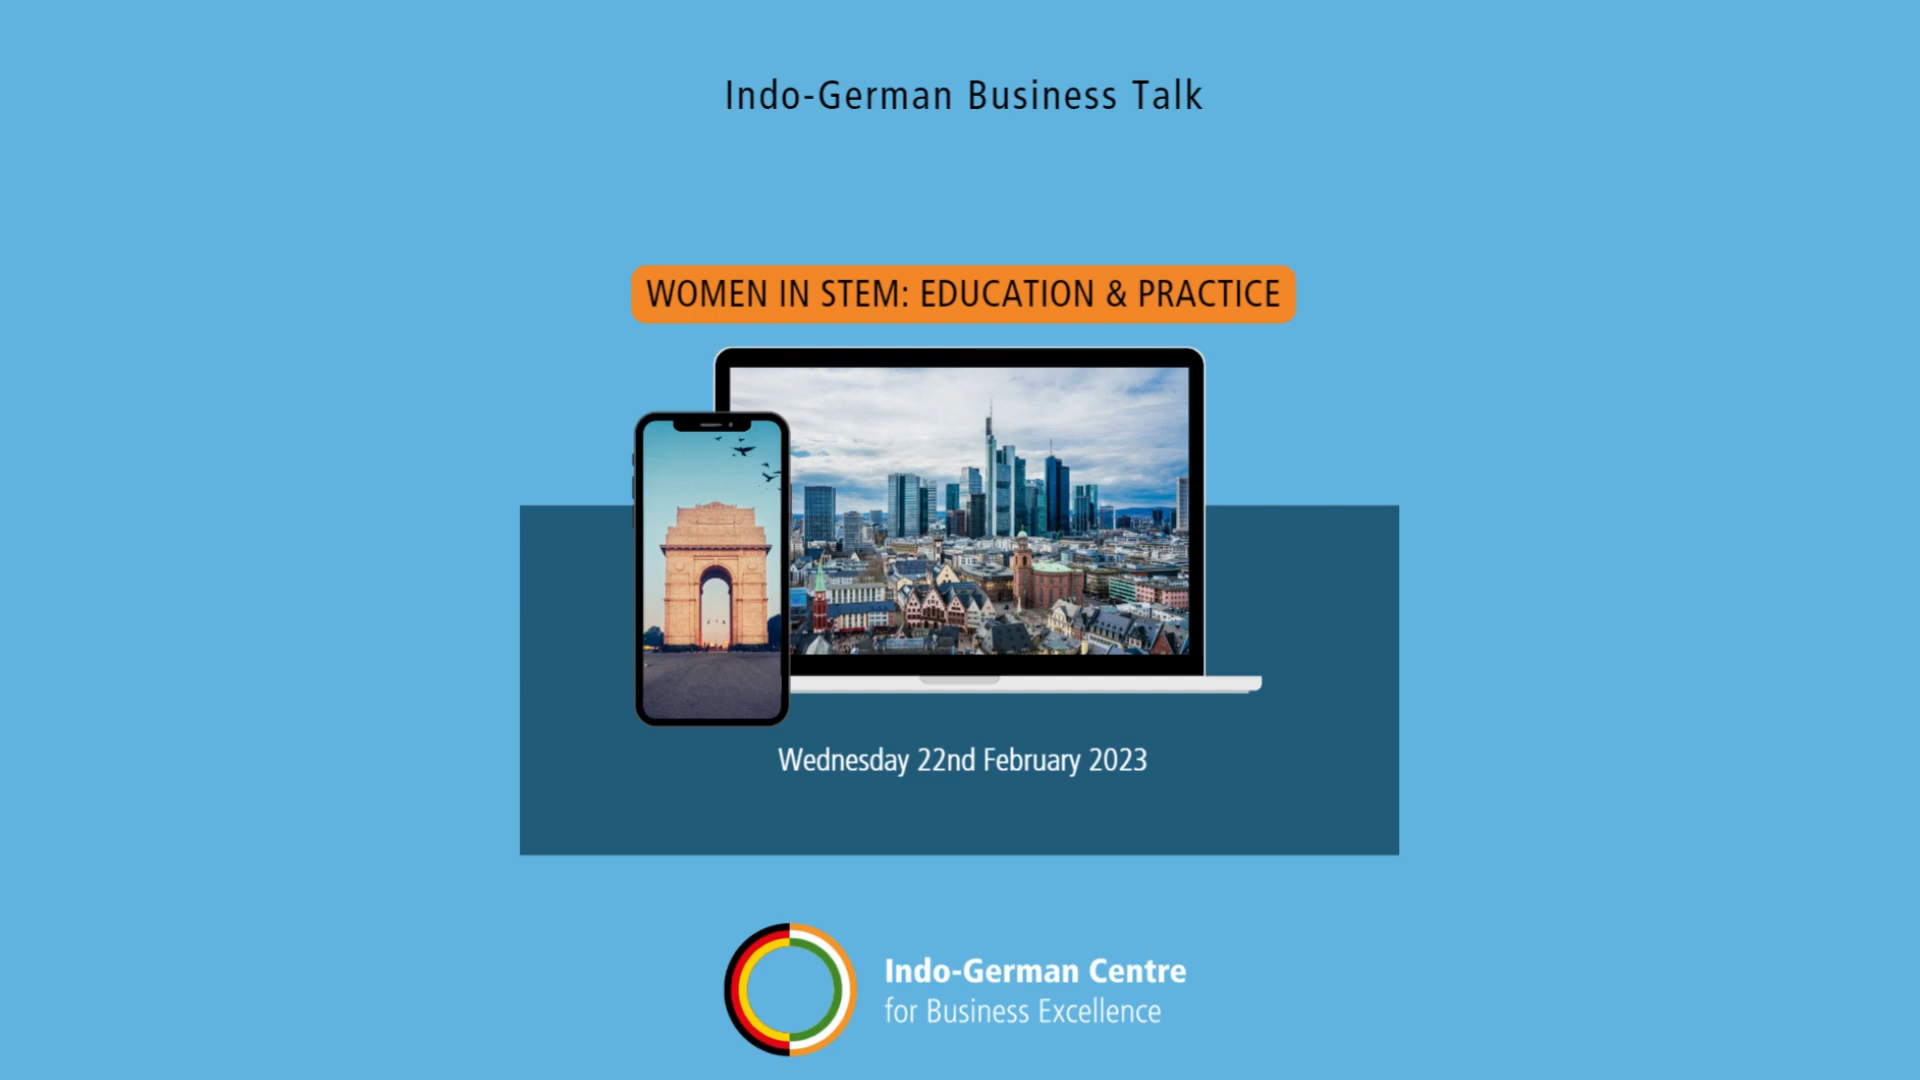 Indo-German Business Talk
WOMEN IN STEM: EDUCATION & PRACTICE
Wednesday 22nd February 2023
Indo-German Centre
for Business Excellence